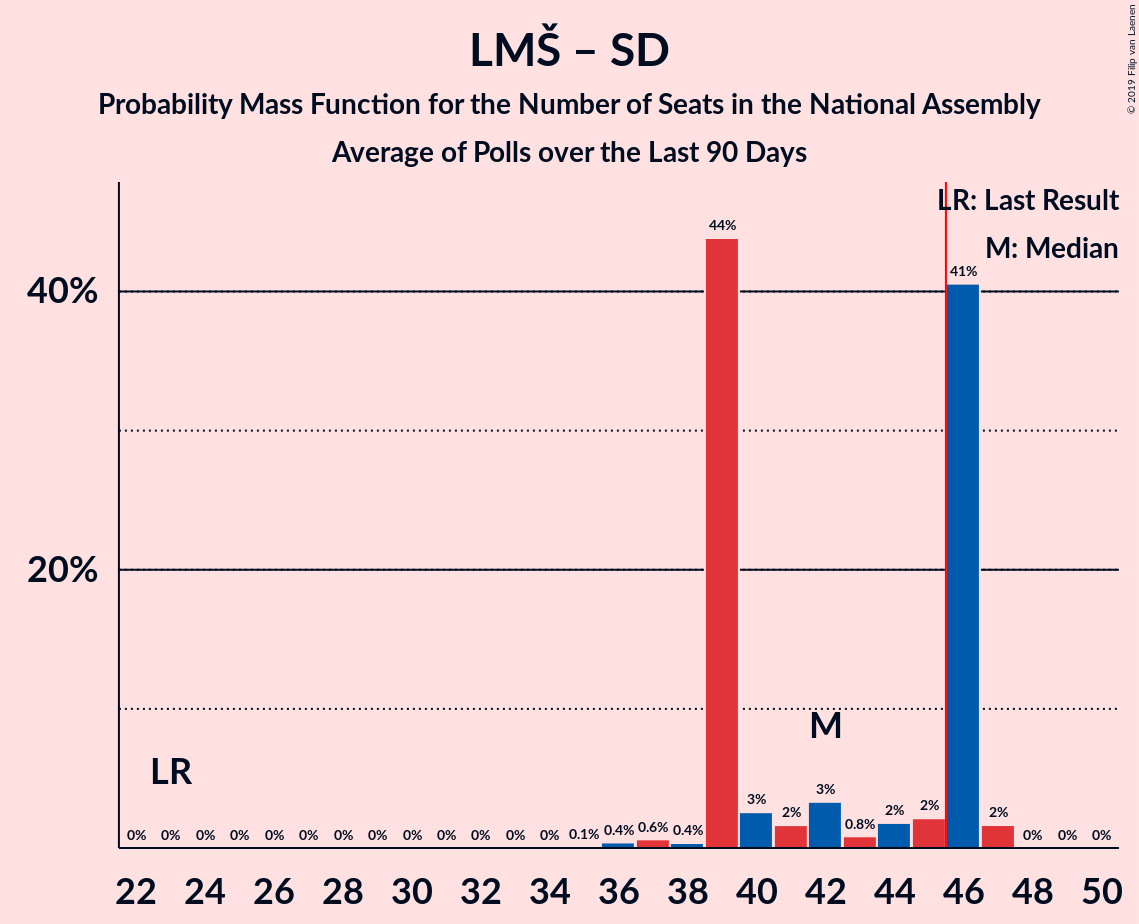 LMŠ – SD
Probability Mass Function for the Number of Seats in the National Assembly
Average of Polls over the Last 90 Days
© 2019 Filip van Laenen
LR: Last Result
M: Median
40%
20%
44%
41%
M
LR
0% 0% 0% 0% 0% 0% 0% 0% 0% 0% 0% 0% 0% 0.1% 0.4% 0.6% 0.4% 3% 2% 3% 0.8% 2% 2% 2% 0% 0% 0%
22 24 26 28 30 32 34 36 38 40 42 44 46 48 50